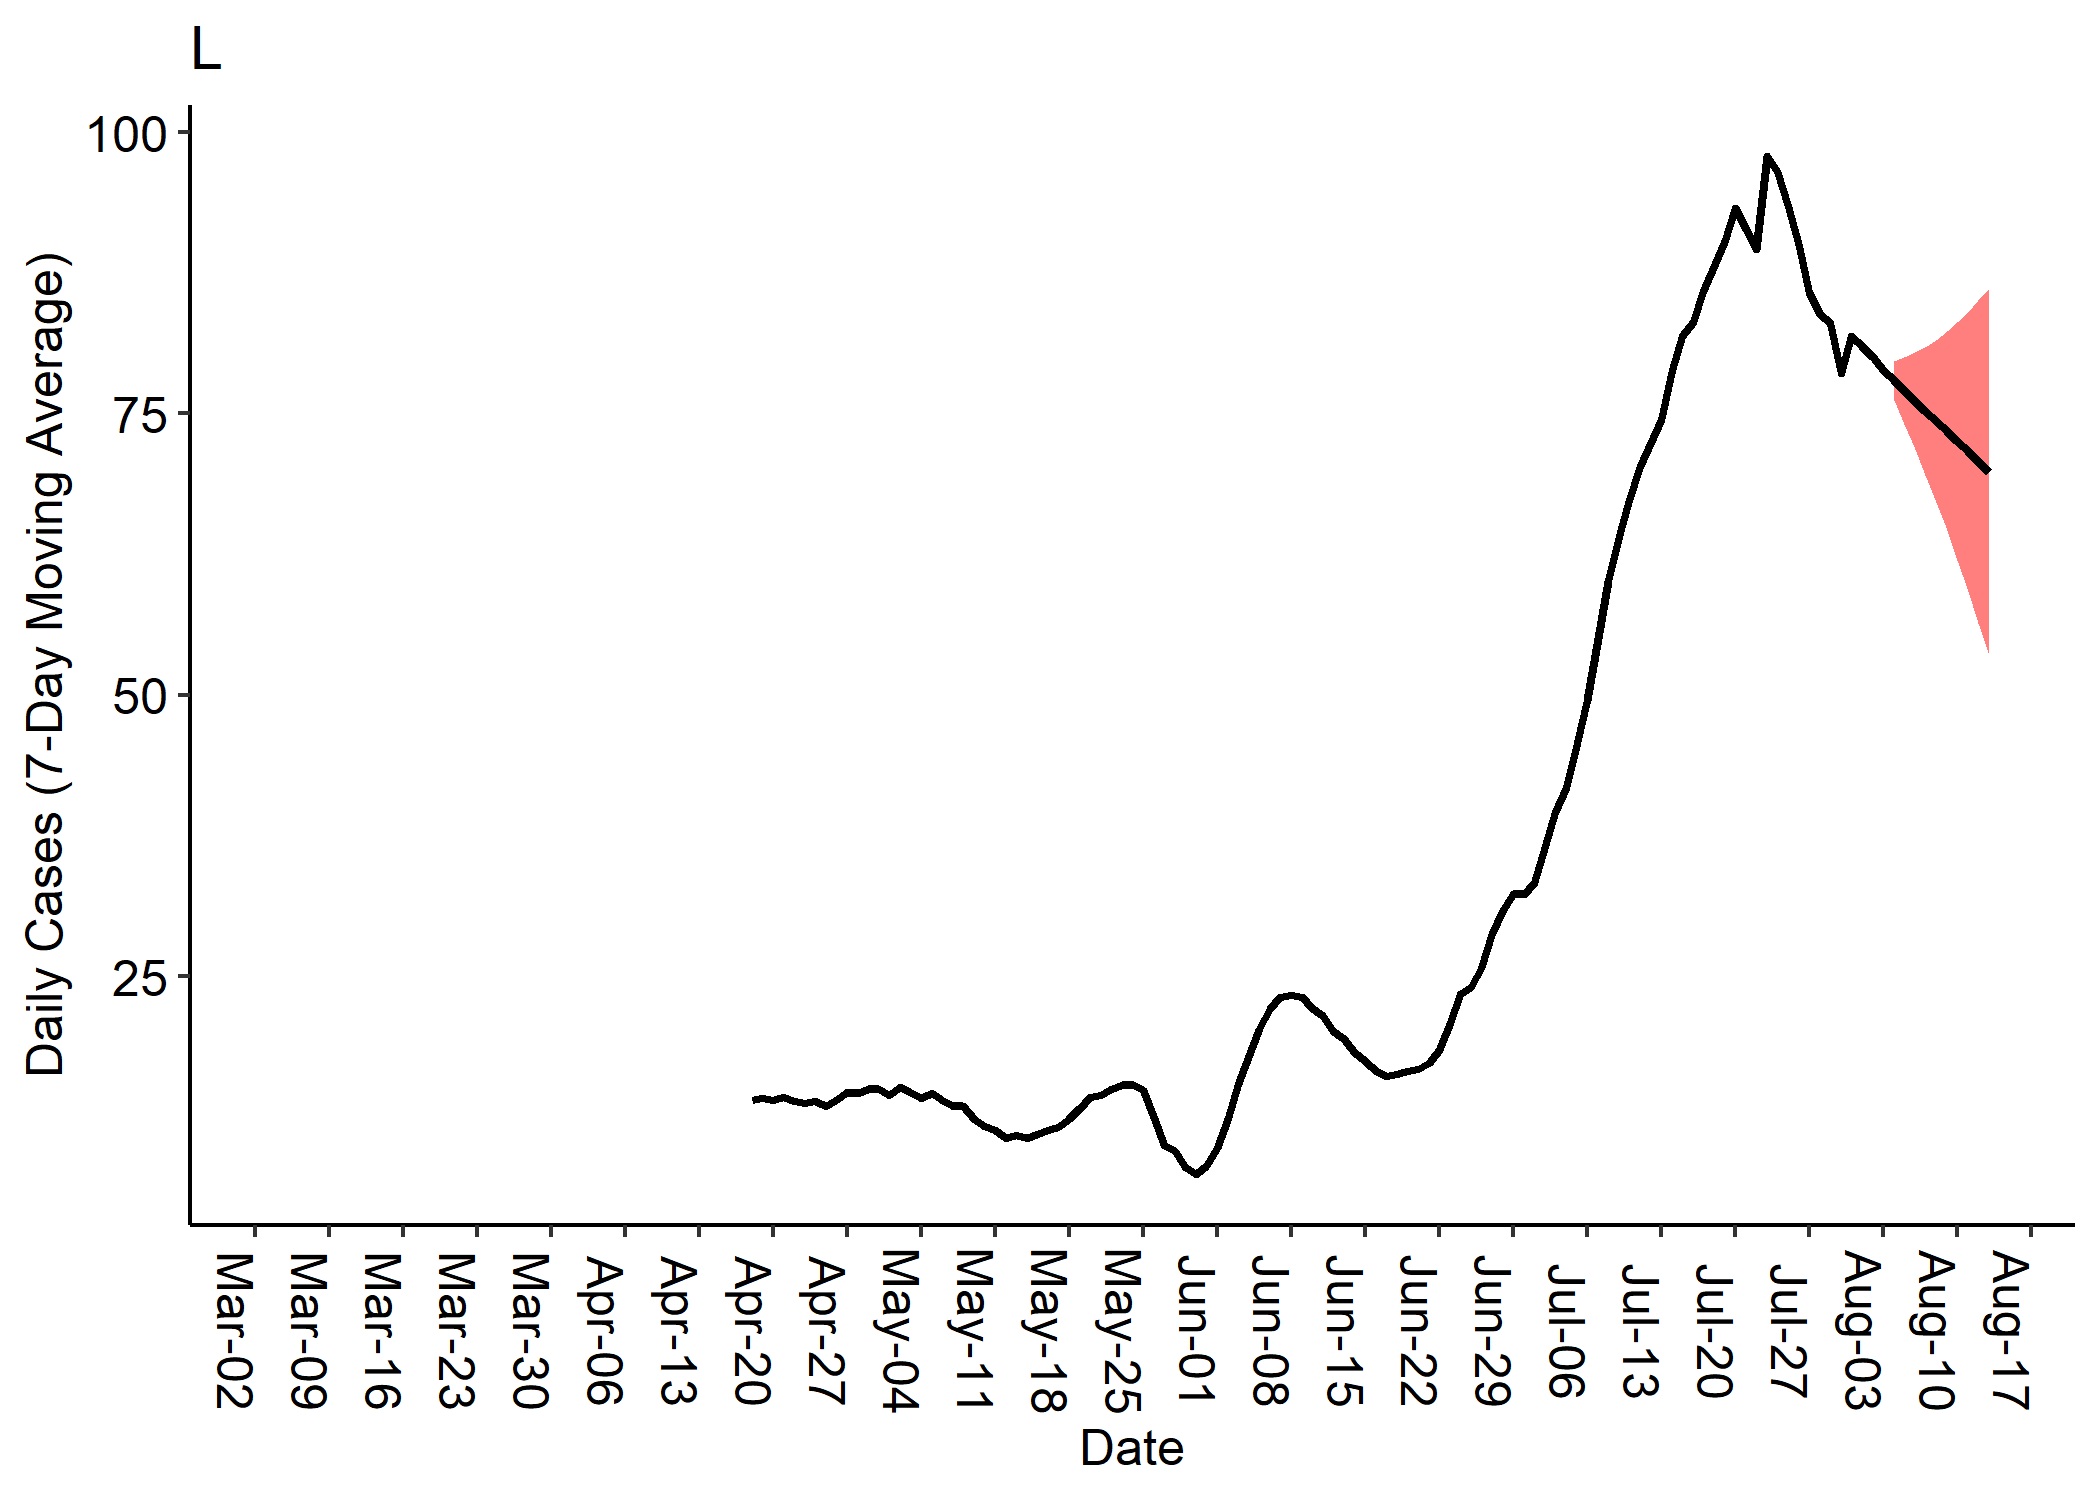 L
Daily Cases (7-Day Moving Average)
100
75
50
25
Mar-02
Mar-09
Mar-16
Mar-23
Mar-30
Apr-06
Apr-13
Apr-20
Apr-27
May-04
May-11
May-18
May-25
Jun-01
Jun-08
Jun-15
Jun-22
Jun-29
Jul-06
Jul-13
Jul-20
Jul-27
Aug-03
Aug-10
Aug-17
Date